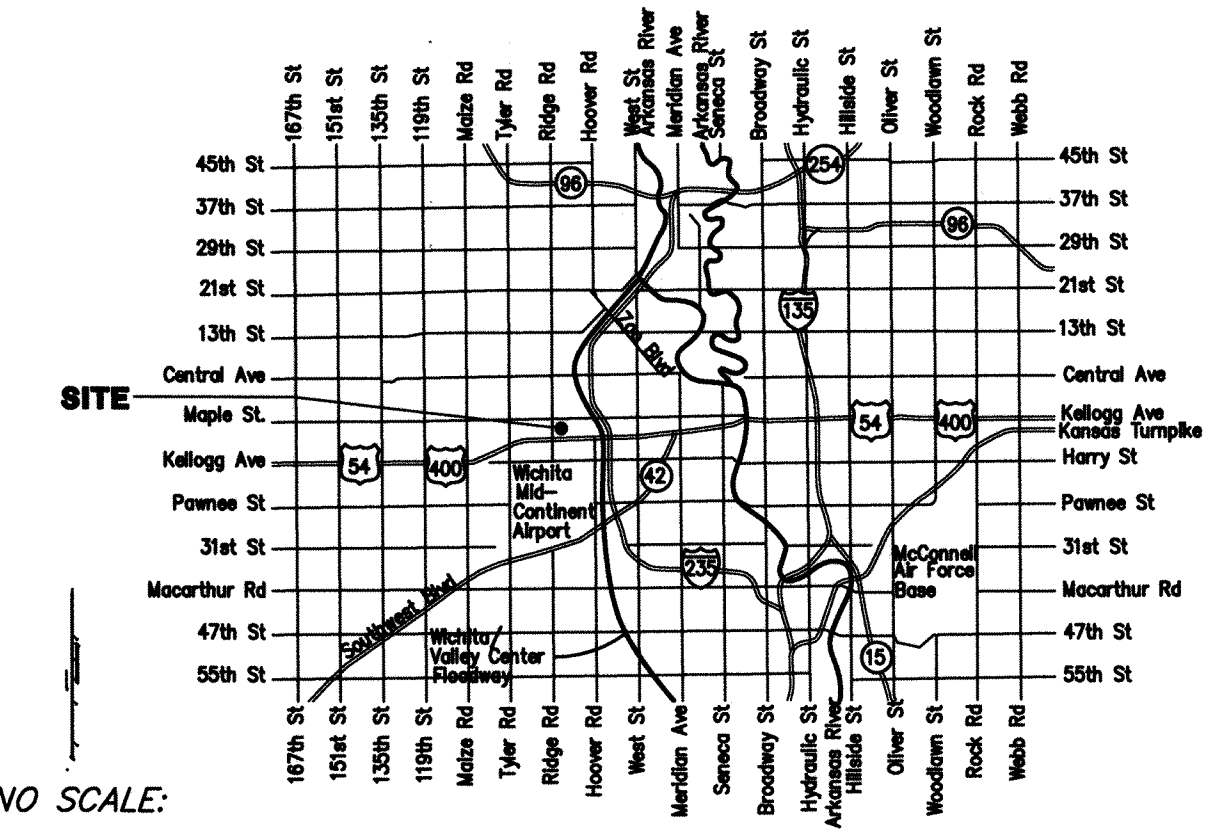 167th St
151st St
135th St
119th St
Maize Rd
Tyler Rd
Ridge Rd
Hoover Rd
West St
Arkansas River
Meridian Ave
Arkansas River
Seneca St
Broadway St
Hydraulic St
Hillside St
Oliver St
Woodlawn St
Rock Rd
Webb Rd
45th St
254
45th St
96
37th St
37th St
96
29th St
29th St
21st St
21st St
135
13th St
Zoo Blvd
13th St
Central Ave
Central Ave
SITE
Maple St.
54
400
Kellogg Ave
Kansas Turnpike
Kellogg Ave
54
400
42
Harry St
Wichita
Mid-
Continent
Airport
Pawnee St
Pawnee St
31st St
31st St
235
McConnell
Air Force
Base
Macarthur Rd
Macarthur Rd
Southwest Blvd
47th St
47th St
Wichita/
Valley Center
Floodway
15
55th St
55th St
167th St
151st St
135th St
119th St
Maize Rd
Tyler Rd
Ridge Rd
Hoover Rd
West St
Meridian Ave
Seneca St
Broadway St
Hydraulic St
Arkansas River
Hillside St
Oliver St
Woodlawn St
Rock Rd
Webb Rd
NO SCALE: